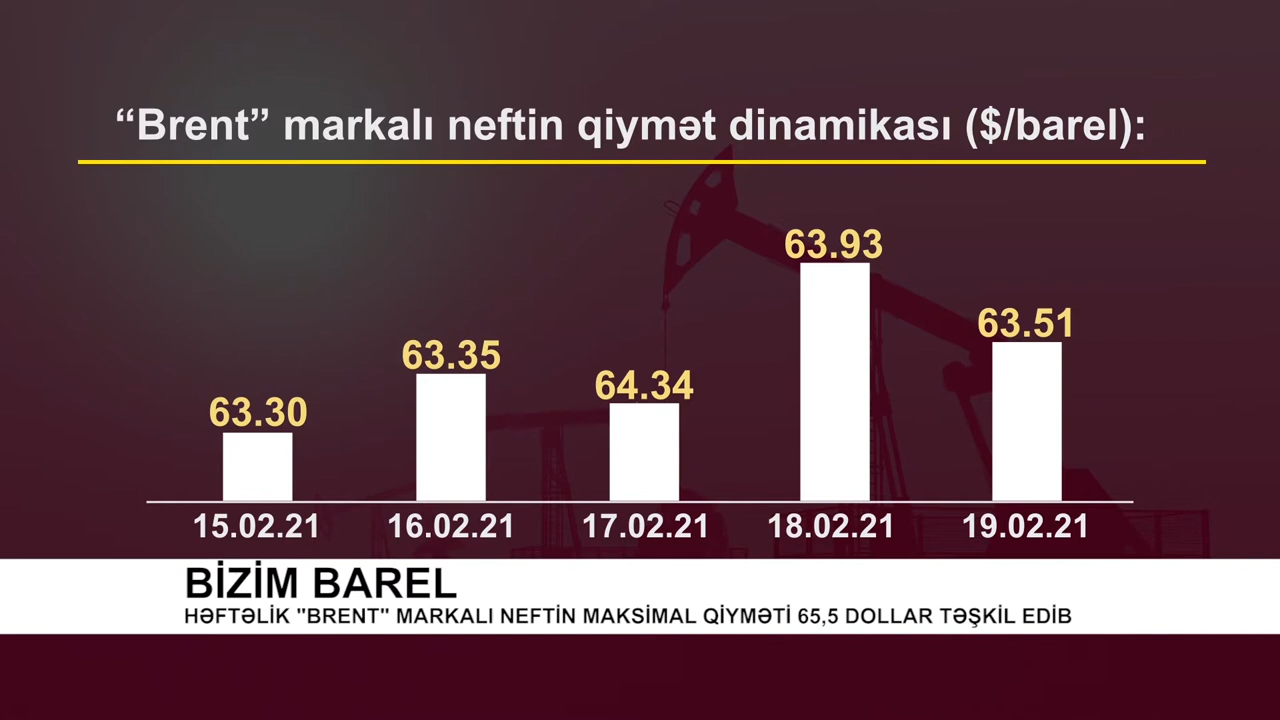 “Brent” markalı neftin qiymət dinamikası ($/barel):
63.30
63.35
64.34
63.93
63.51
15.02.21 16.02.21 17.02.21 18.02.21 19.02.21
BİZİM BAREL
HƏFTƏLİK "BRENT" MARKALI NEFTİN MAKSİMAL QİYMƏTİ 65,5 DOLLAR TƏŞKİL EDİB